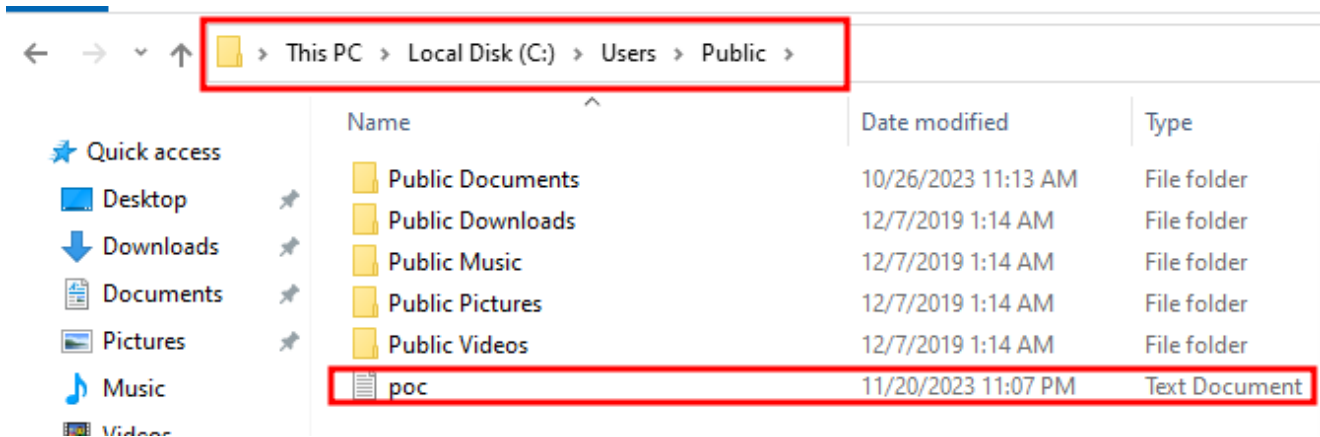 This PC > Local Disk (C:) > Users > Public >
Name Date modified Type
Quick access
Desktop
Downloads
Documents
Pictures
Music
Videos
Public Documents 10/26/2023 11:13 AM File folder
Public Downloads 12/7/2019 1:14 AM File folder
Public Music 12/7/2019 1:14 AM File folder
Public Pictures 12/7/2019 1:14 AM File folder
Public Videos 12/7/2019 1:14 AM File folder
poc 11/20/2023 11:07 PM Text Document